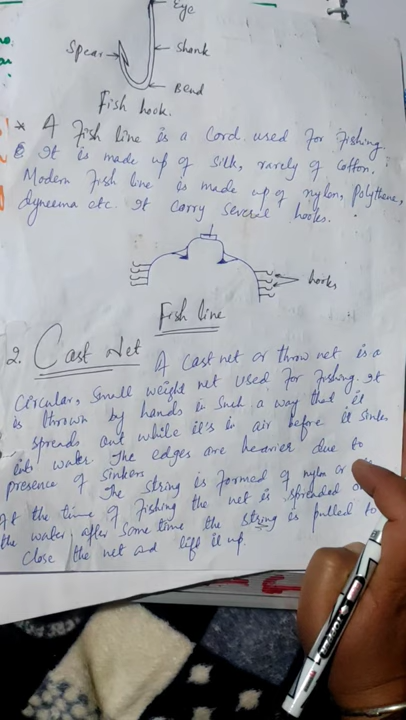 Eye
Spear
Shank
Bend
Fish hook.
* A Fish line is a Cord used for Fishing.
It is made up of Silk, rarely of Cotton.
Modern Fish line is made up of nylon, polythene,
dyneema etc. It carry several hooks.
hooks
Fish line
2. Cast Net A cast net or throw net is a
Circular, small weight net used for fishing. It
is thrown by hands in such a way that it
spreads out while it's in air before it sinks
into water. The edges are heavier due to
presence of sinkers
The string is formed of nylon or
At the time of fishing the net is spreaded
the water, after some time the string is pulled to
close the net and lift it up.